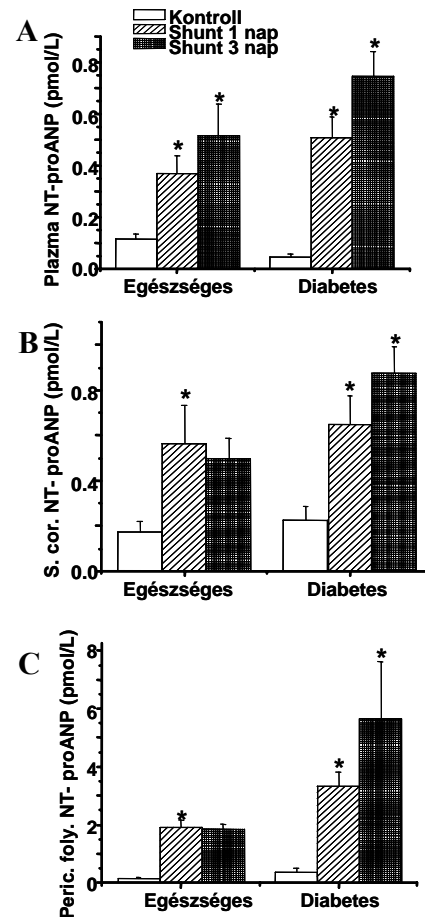 A
Kontroll
Shunt 1 nap
Shunt 3 nap
Plazma NT-proANP (pmol/L)
0.8
0.6
0.4
0.2
0.0
* * * *
Egészséges Diabetes
B
S. cor. NT- proANP (pmol/L)
0.8
0.4
0.0
* * *
Egészséges Diabetes
C
Peric. foly. NT- proANP (pmol/L)
8
6
4
2
0
* * *
Egészséges Diabetes